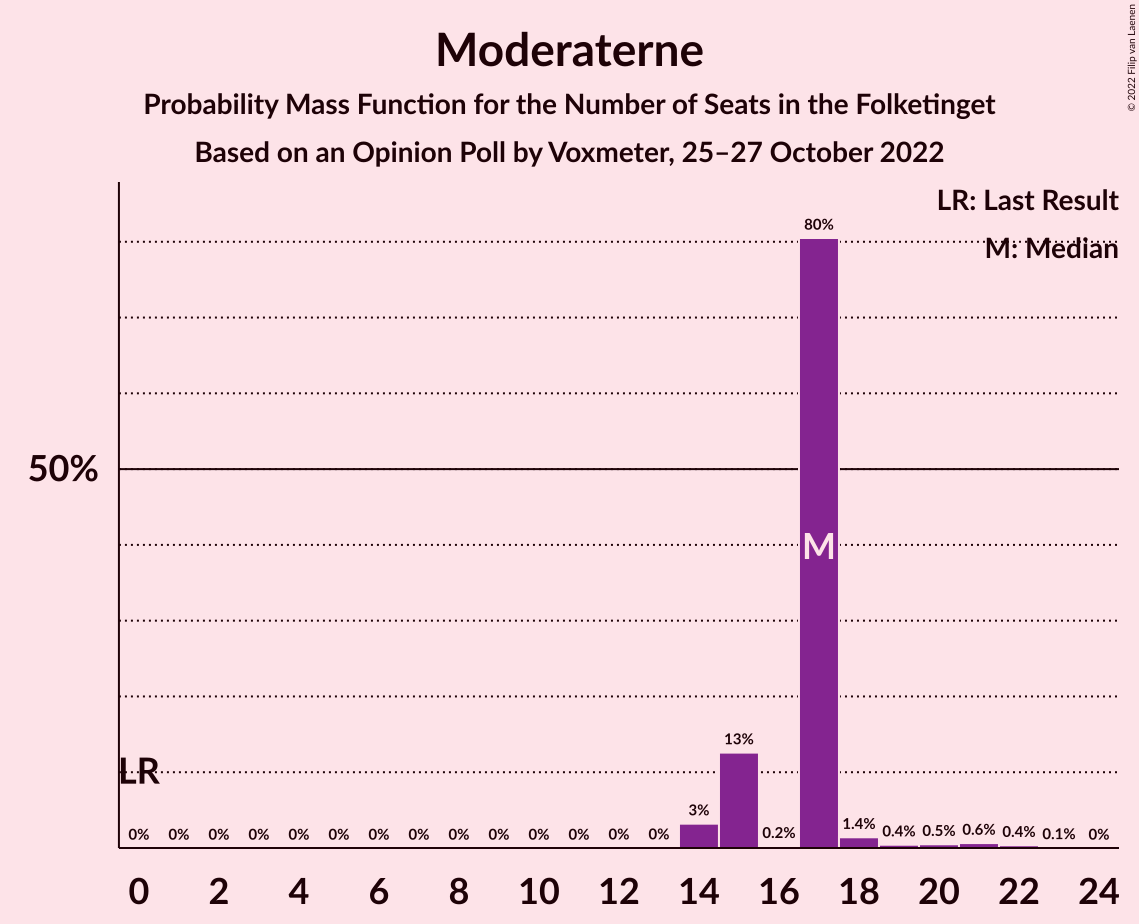 Moderaterne
Probability Mass Function for the Number of Seats in the Folketinget
Based on an Opinion Poll by Voxmeter, 25–27 October 2022
© 2022 Filip van Laenen
LR: Last Result
M: Median
80%
50%
M
13%
LR
3%
0% 0% 0% 0% 0% 0% 0% 0% 0% 0% 0% 0% 0% 0% 0.2% 1.4% 0.4% 0.5% 0.6% 0.4% 0.1% 0%
0 2 4 6 8 10 12 14 16 18 20 22 24